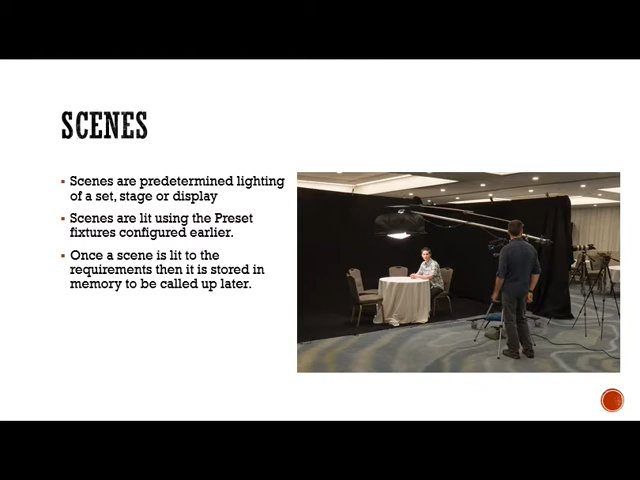 SCENES
▪ Scenes are predetermined lighting
of a set, stage or display
▪ Scenes are lit using the Preset
fixtures configured earlier.
▪ Once a scene is lit to the
requirements then it is stored in
memory to be called up later.